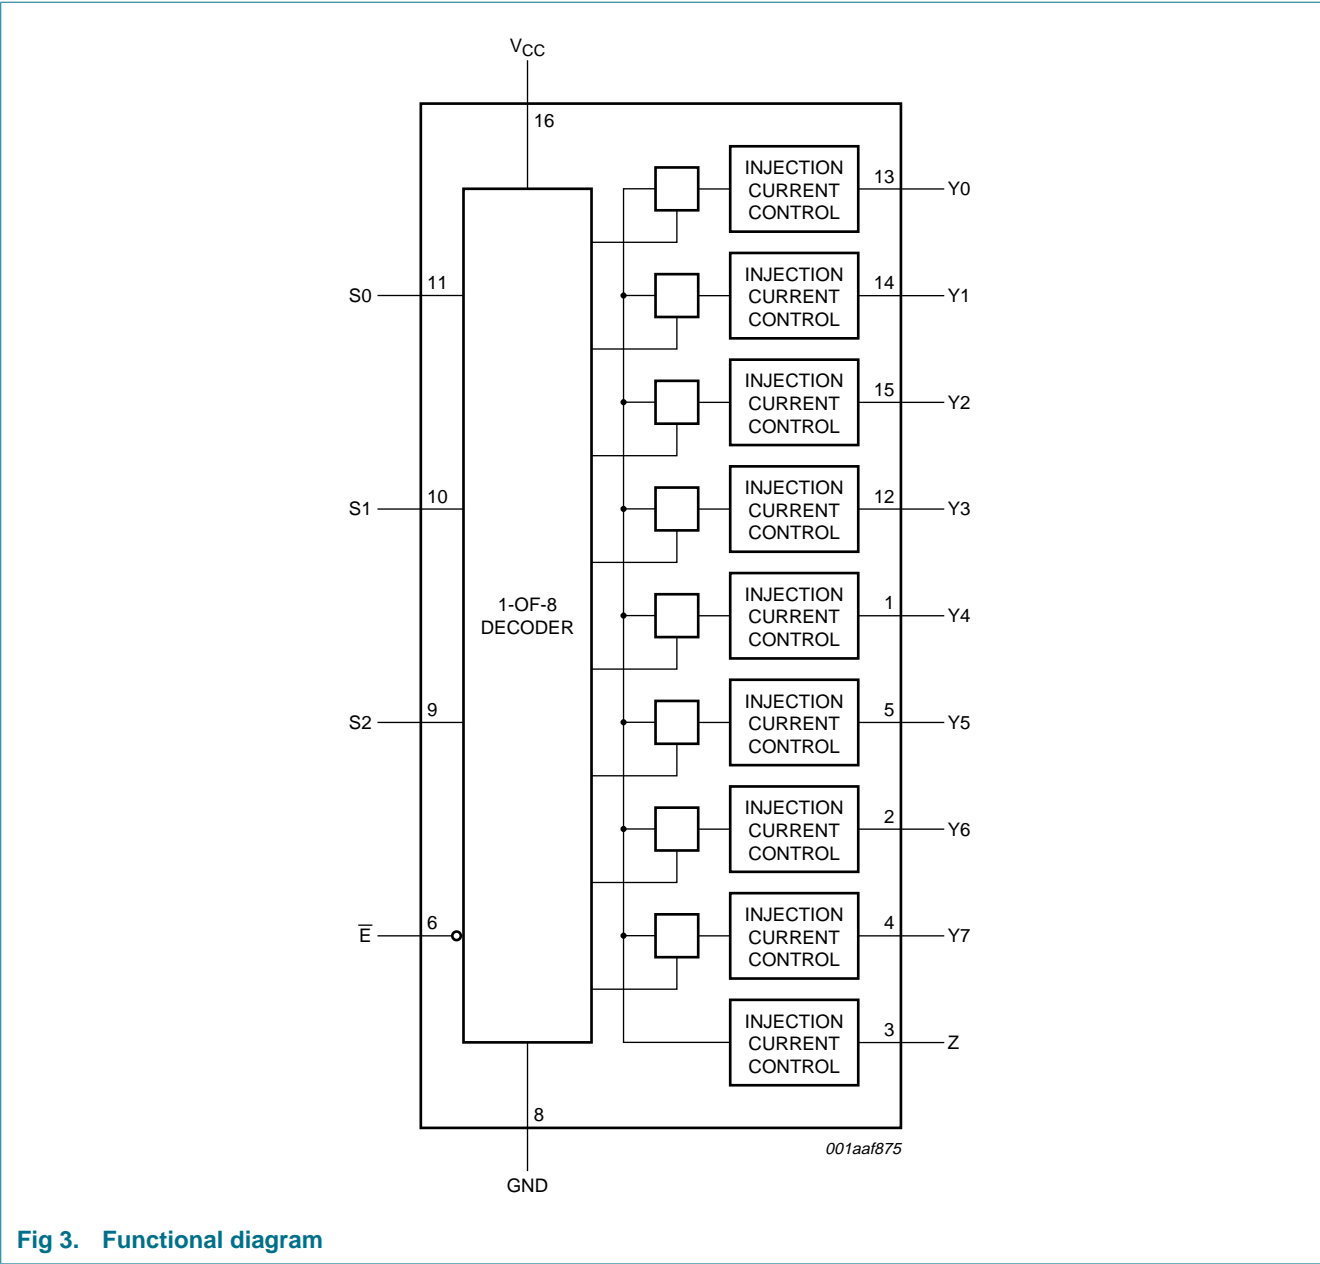 VCC
16
INJECTION
CURRENT
CONTROL
13
Y0
S0
11
INJECTION
CURRENT
CONTROL
14
Y1
INJECTION
CURRENT
CONTROL
15
Y2
S1
10
INJECTION
CURRENT
CONTROL
12
Y3
1-OF-8
DECODER
INJECTION
CURRENT
CONTROL
1
Y4
S2
9
INJECTION
CURRENT
CONTROL
5
Y5
INJECTION
CURRENT
CONTROL
2
Y6
E̅
6
INJECTION
CURRENT
CONTROL
4
Y7
INJECTION
CURRENT
CONTROL
3
Z
8
GND
001aaf875
Fig 3. Functional diagram